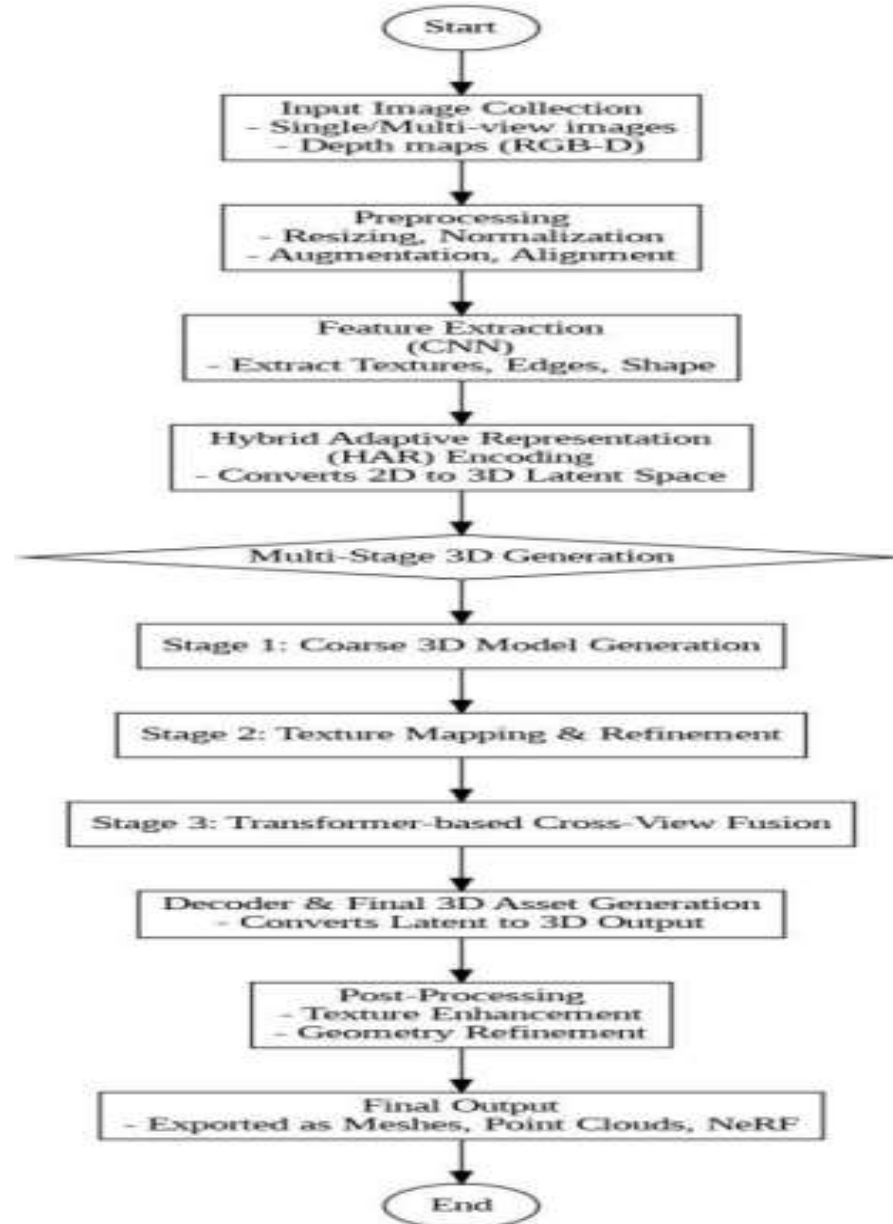 Start
Input Image Collection
- Single/Multi-view images
- Depth maps (RGB-D)
Preprocessing
- Resizing, Normalization
- Augmentation, Alignment
Feature Extraction
(CNN)
- Extract Textures, Edges, Shape
Hybrid Adaptive Representation
(HAR) Encoding
- Converts 2D to 3D Latent Space
Multi-Stage 3D Generation
Stage 1: Coarse 3D Model Generation
Stage 2: Texture Mapping & Refinement
Stage 3: Transformer-based Cross-View Fusion
Decoder & Final 3D Asset Generation
- Converts Latent to 3D Output
Post-Processing
- Texture Enhancement
- Geometry Refinement
Final Output
- Exported as Meshes, Point Clouds, NeRF
End